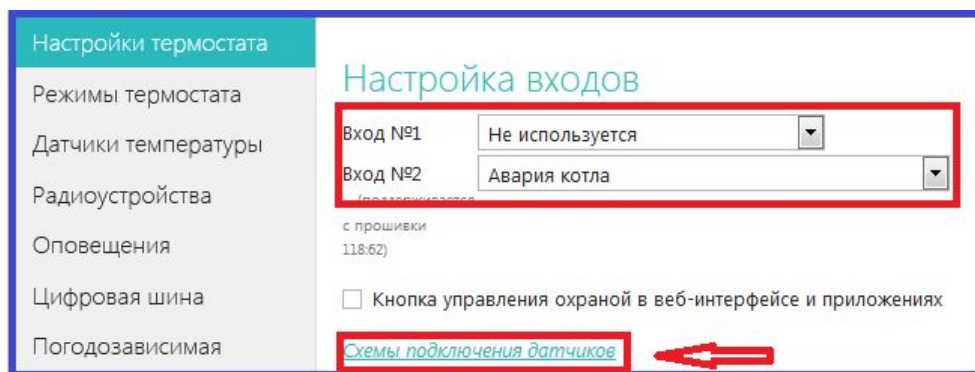 Настройки термостата
Режимы термостата
Датчики температуры
Радиоустройства
Оповещения
Цифровая шина
Погодозависимая
Настройка входов
Вход №1 Не используется
Вход №2 Авария котла
(поддерживается
с прошивки
118:62)
Кнопка управления охраной в веб-интерфейсе и приложениях
Схемы подключения датчиков